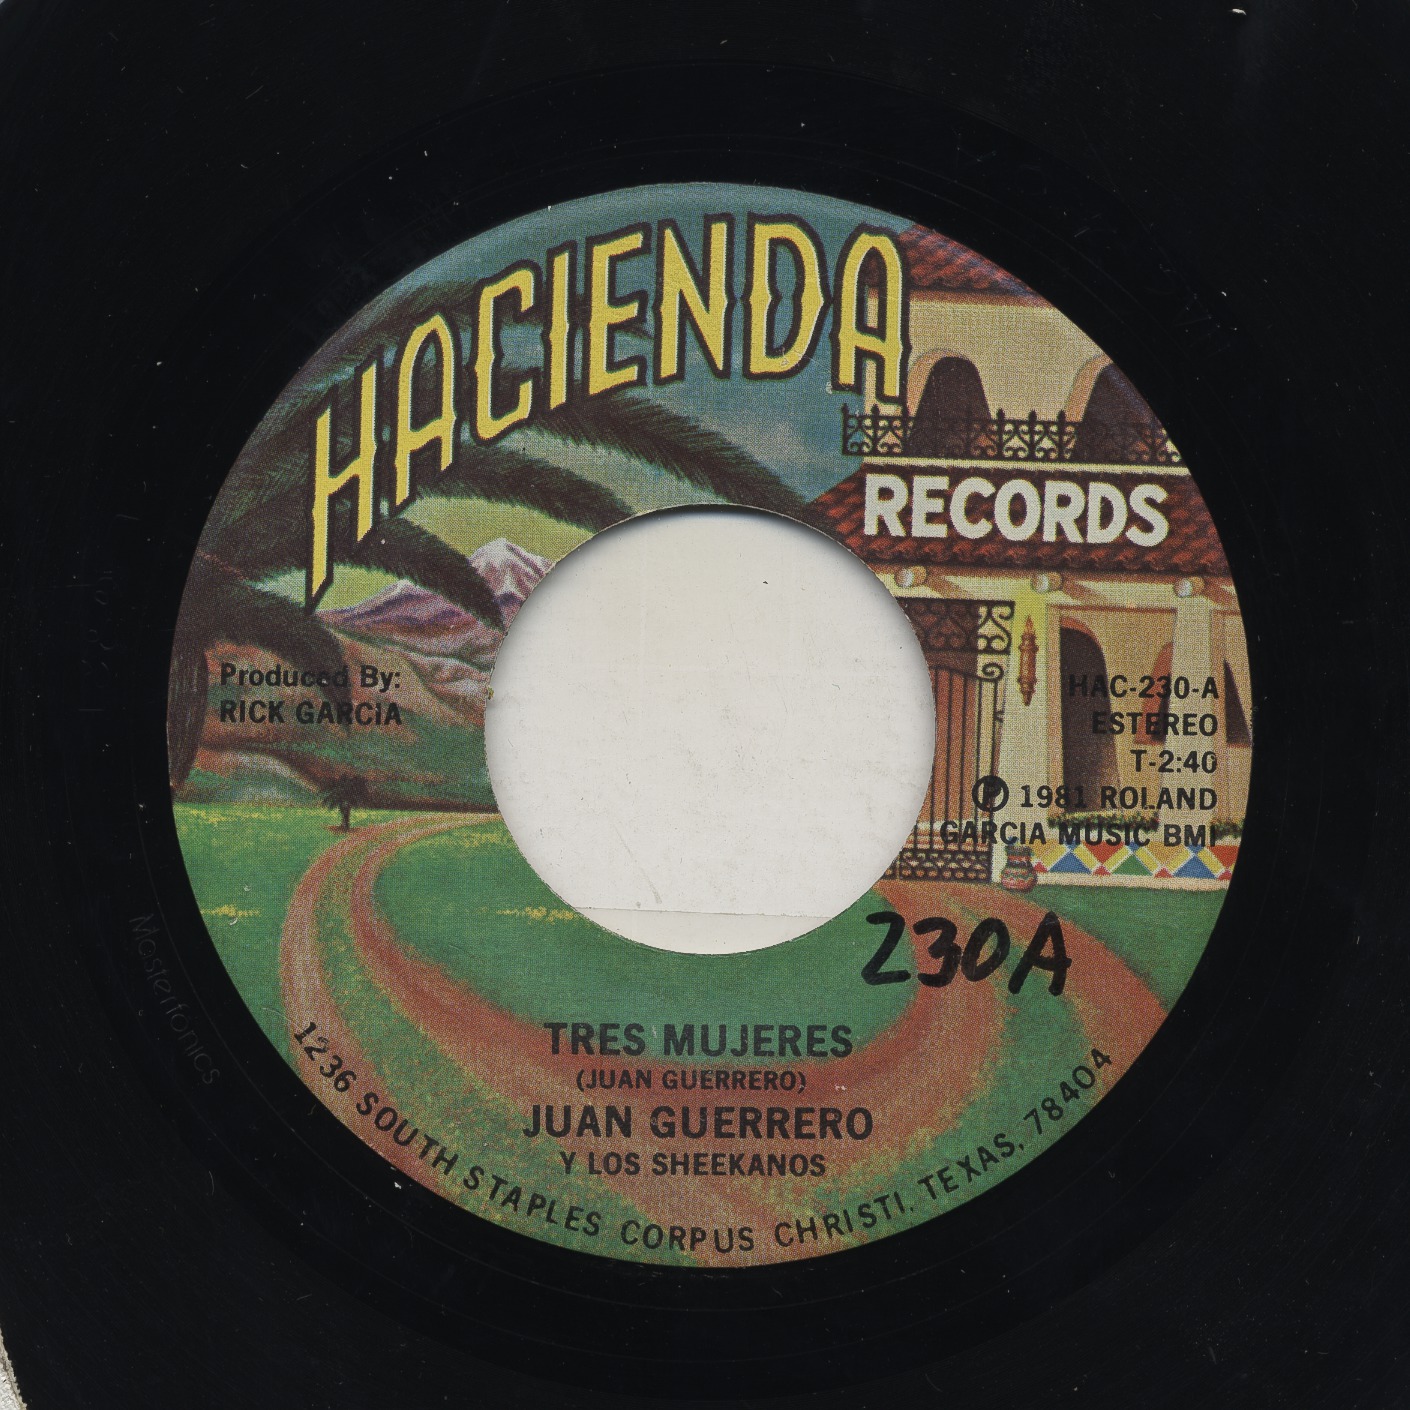 HACIENDA
RECORDS
Produced By:
RICK GARCIA
HAC-230-A
ESTEREO
T-2:40
Ⓟ 1981 ROLAND
GARCIA MUSIC BMI
230A
TRES MUJERES
(JUAN GUERRERO)
JUAN GUERRERO
Y LOS SHEEKANOS
1236 SOUTH STAPLES CORPUS CHRISTI, TEXAS, 78404
Masterfonics